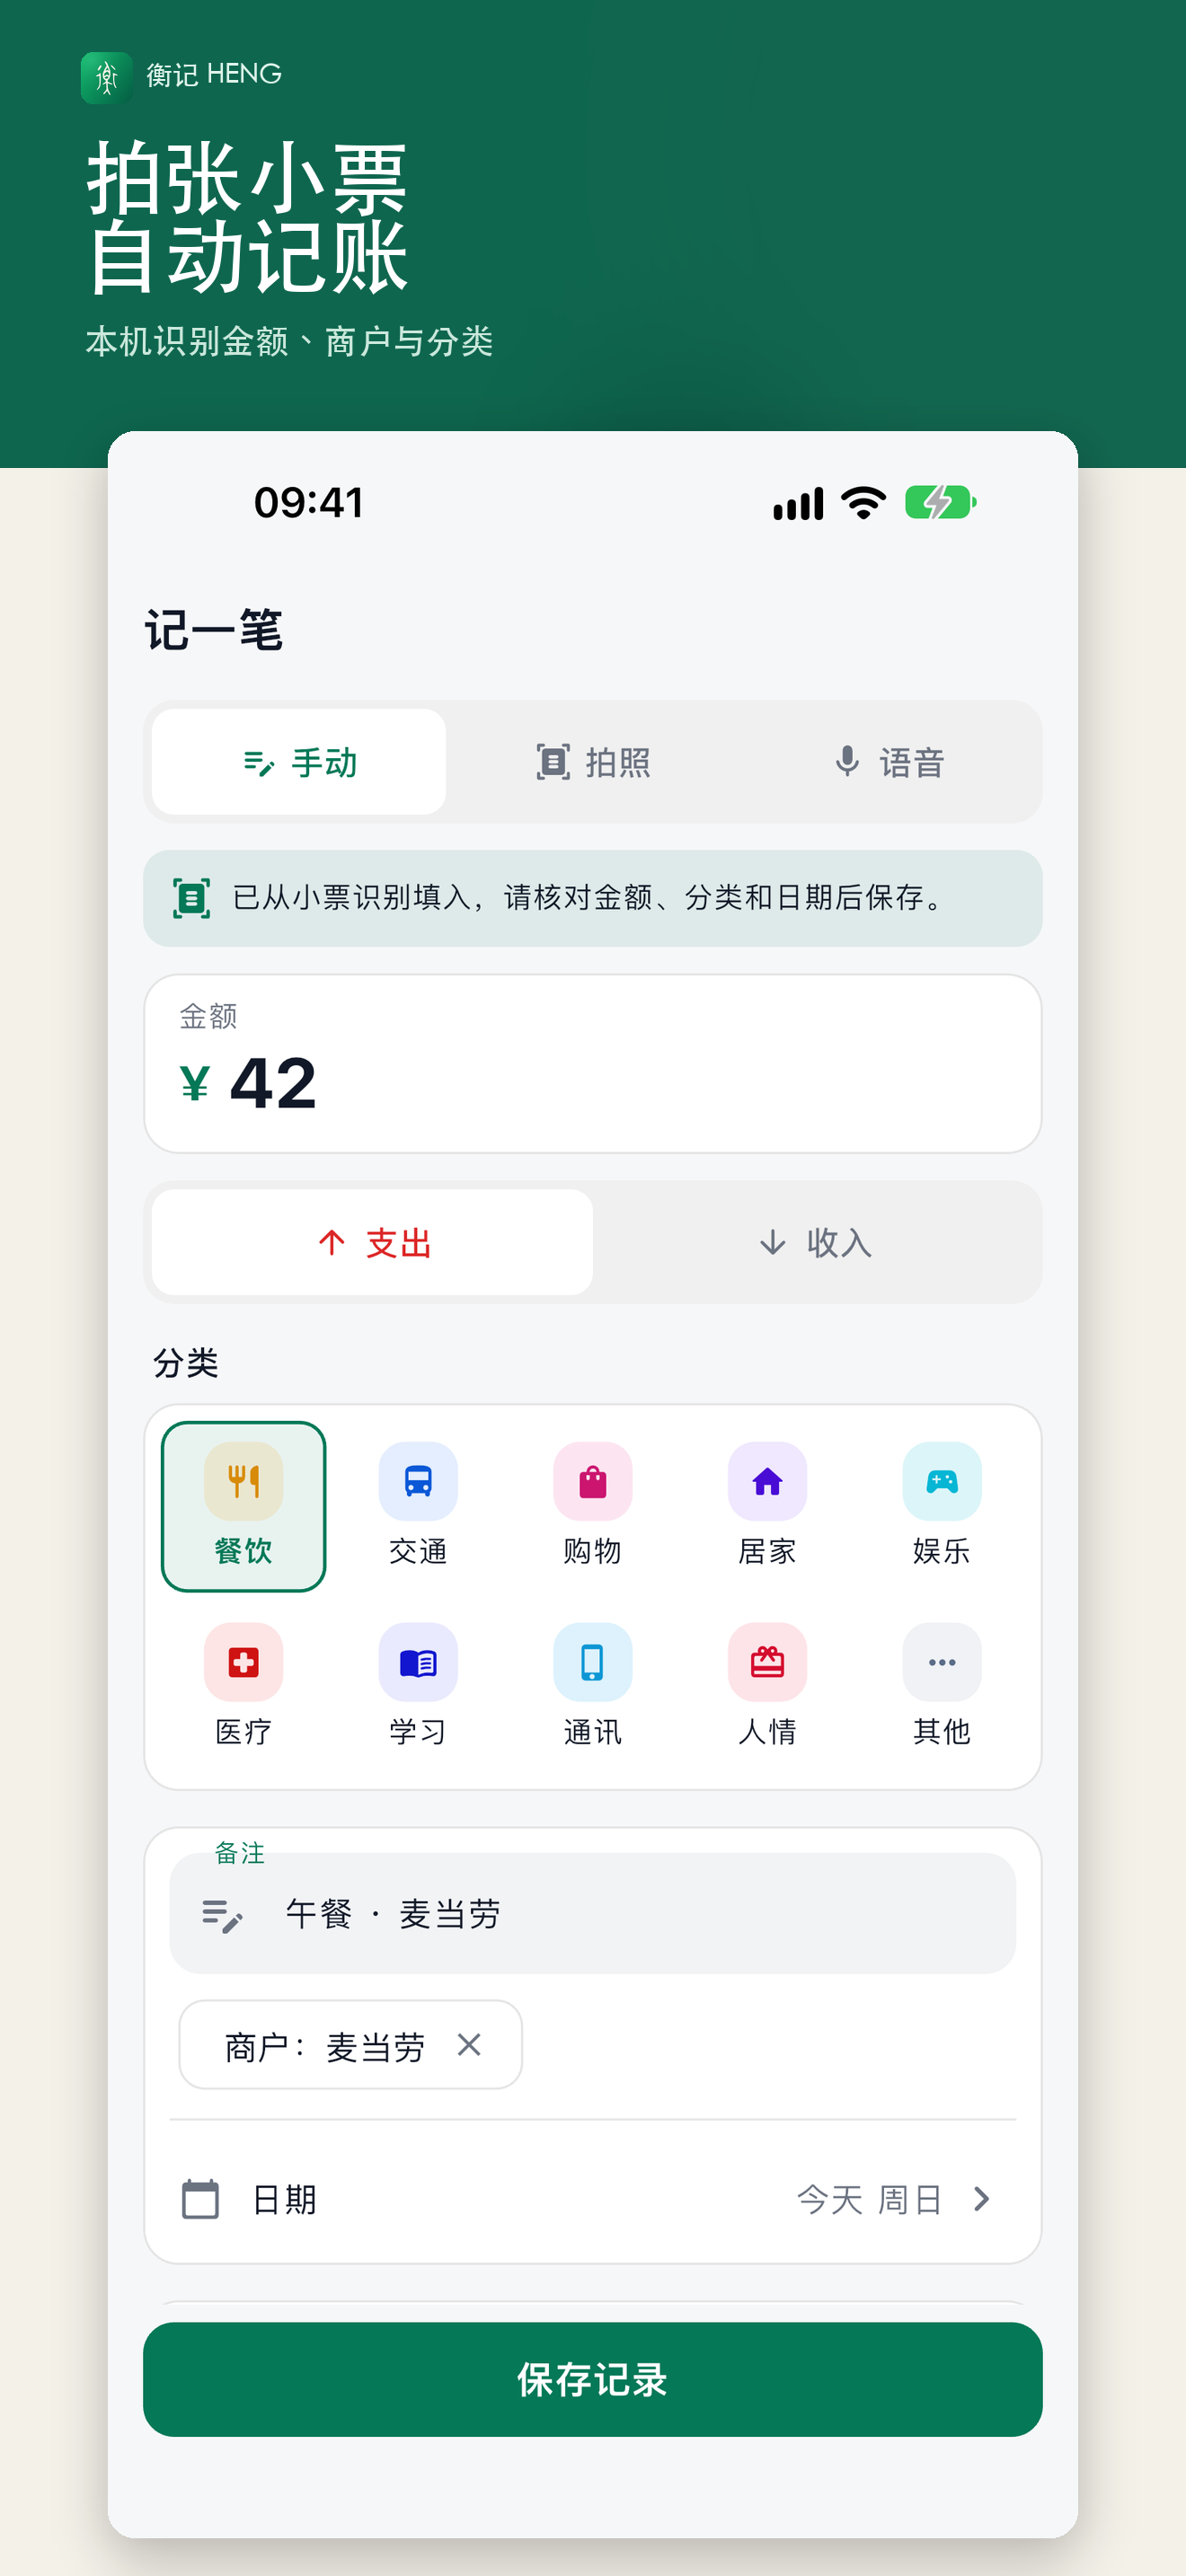 衡记 HENG
拍张小票
自动记账
本机识别金额、商户与分类
09:41
记一笔
手动 拍照 语音
已从小票识别填入，请核对金额、分类和日期后保存。
金额
¥ 42
支出 收入
分类
餐饮 交通 购物 居家 娱乐
医疗 学习 通讯 人情 其他
备注
午餐 · 麦当劳
商户：麦当劳
日期 今天 周日
保存记录